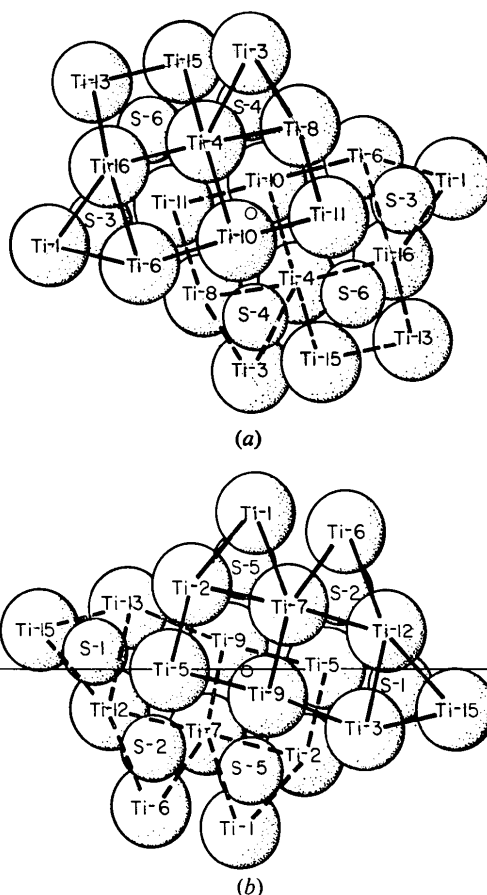 Ti-3
Ti-15
Ti-13
S-4
S-6
Ti-4
Ti-8
Ti-6
Ti-16
Ti-10
Ti-1
Ti-11
S-3
S-3
Ti-11
Ti-1
Ti-10
Ti-16
Ti-6
Ti-4
Ti-8
S-6
S-4
Ti-13
Ti-15
Ti-3
(a)
Ti-1
Ti-6
S-5
Ti-2
S-2
Ti-13
Ti-7
Ti-15
Ti-12
Ti-9
S-1
Ti-5
Ti-5
S-1
Ti-9
Ti-12
Ti-15
Ti-3
Ti-7
S-2
Ti-2
S-5
Ti-6
Ti-1
(b)